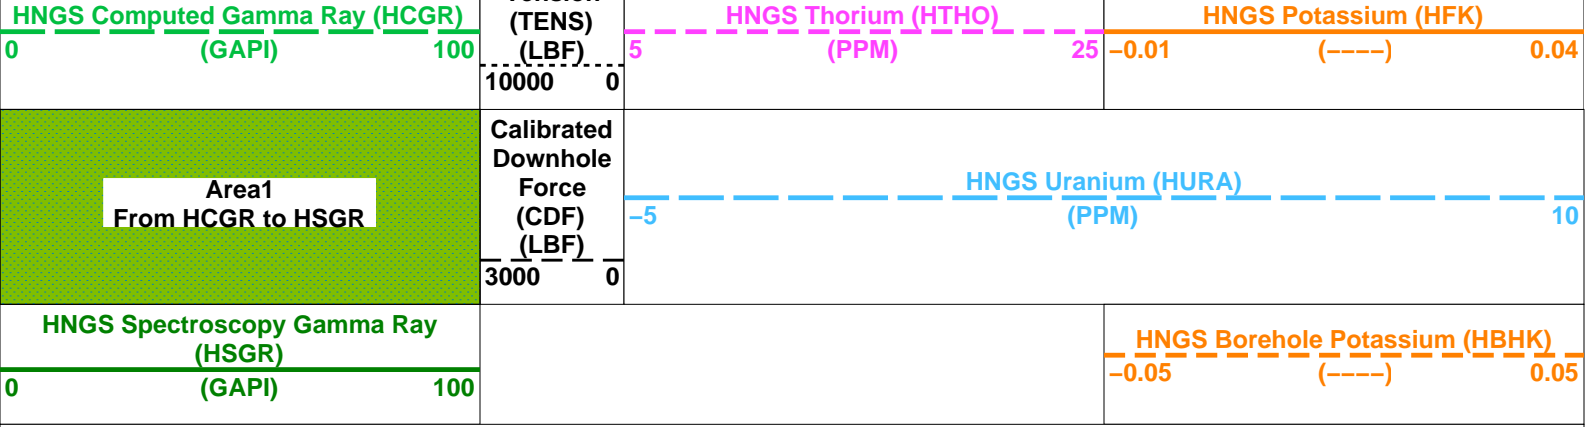 HNGS Computed Gamma Ray (HCGR)
0 (GAPI) 100
(TENS)
(LBF)
10000 0
HNGS Thorium (HTHO)
5 (PPM) 25
HNGS Potassium (HFK)
−0.01 (−−−−) 0.04
Area1
From HCGR to HSGR
Calibrated
Downhole
Force
(CDF)
(LBF)
3000 0
HNGS Uranium (HURA)
−5 (PPM) 10
HNGS Spectroscopy Gamma Ray
(HSGR)
0 (GAPI) 100
HNGS Borehole Potassium (HBHK)
−0.05 (−−−−) 0.05